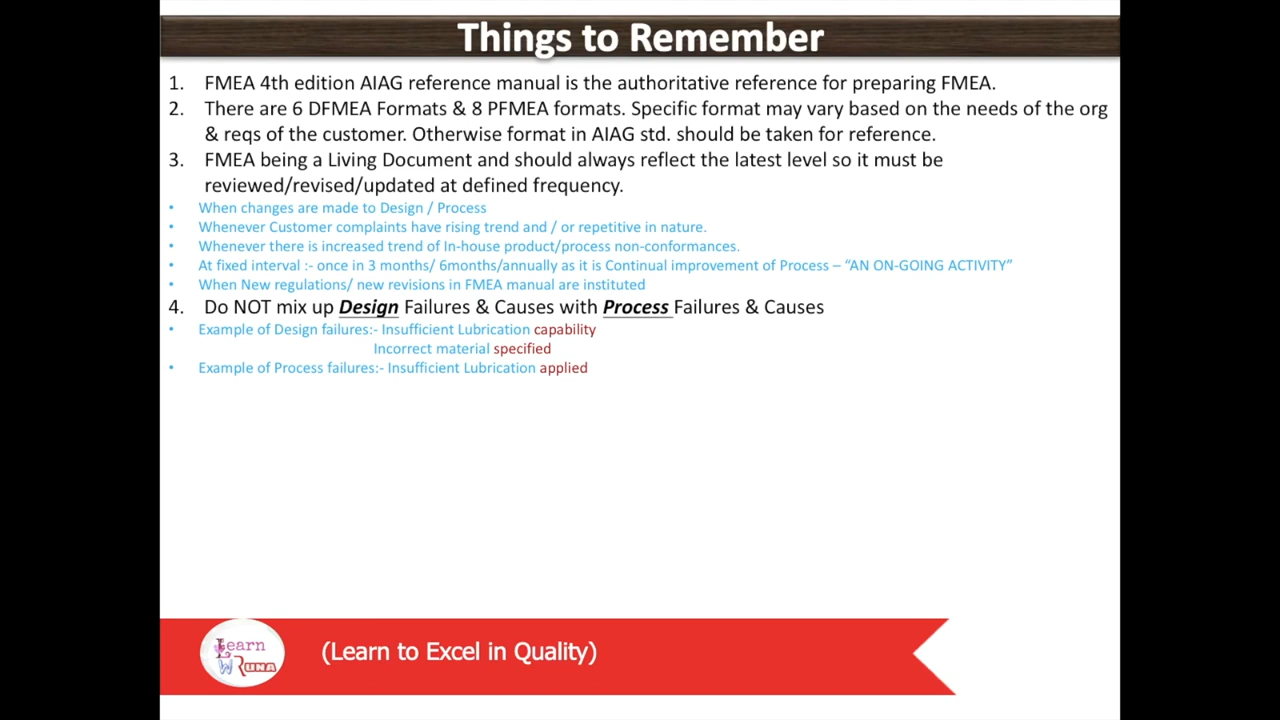 Things to Remember
1. FMEA 4th edition AIAG reference manual is the authoritative reference for preparing FMEA.
2. There are 6 DFMEA Formats & 8 PFMEA formats. Specific format may vary based on the needs of the org
& reqs of the customer. Otherwise format in AIAG std. should be taken for reference.
3. FMEA being a Living Document and should always reflect the latest level so it must be
reviewed/revised/updated at defined frequency.
• When changes are made to Design / Process
• Whenever Customer complaints have rising trend and / or repetitive in nature.
• Whenever there is increased trend of In-house product/process non-conformances.
• At fixed interval :- once in 3 months/ 6months/annually as it is Continual improvement of Process – “AN ON-GOING ACTIVITY”
• When New regulations/ new revisions in FMEA manual are instituted
4. Do NOT mix up Design Failures & Causes with Process Failures & Causes
• Example of Design failures:- Insufficient Lubrication capability
Incorrect material specified
• Example of Process failures:- Insufficient Lubrication applied
Learn
W RUNA
(Learn to Excel in Quality)